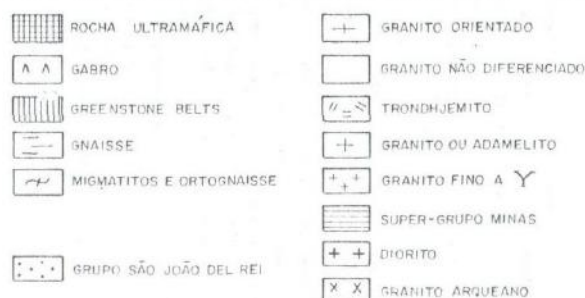 ROCHA ULTRAMÁFICA
GABRO
GREENSTONE BELTS
GNAISSE
MIGMATITOS E ORTOGNAISSE
GRUPO SÃO JOÃO DEL REI
GRANITO ORIENTADO
GRANITO NÃO DIFERENCIADO
TRONDHJEMITO
GRANITO OU ADAMELITO
GRANITO FINO A Y
SUPER-GRUPO MINAS
DIORITO
GRANITO ARQUEANO